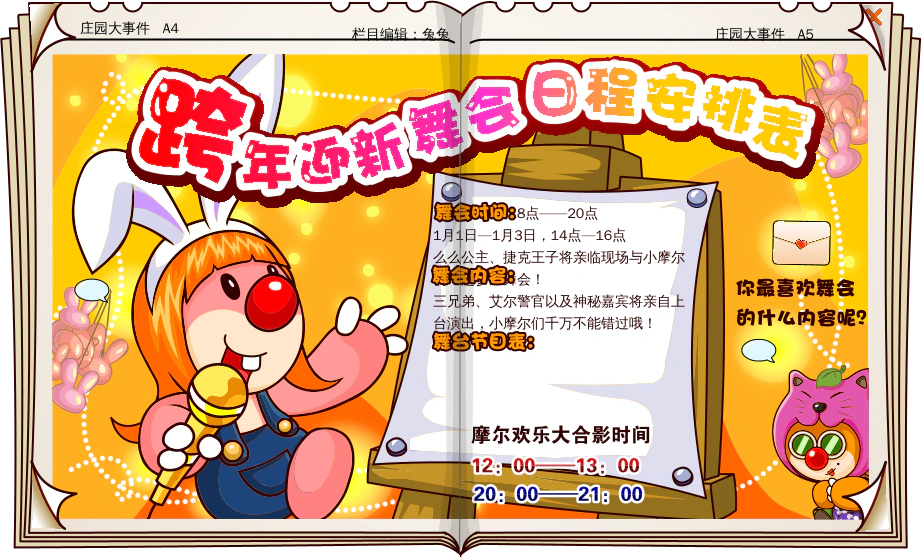 庄园大事件 A4
栏目编辑：兔兔
庄园大事件 A5
跨年迎新舞会日程安排表
舞会时间：8点——20点
1月1日—1月3日，14点—16点
么么公主、捷克王子将亲临现场与小摩尔
舞会内容：会！
三兄弟、艾尔警官以及神秘嘉宾将亲自上
台演出，小摩尔们千万不能错过哦！
舞台节目表：
摩尔欢乐大合影时间
12：00——13：00
20：00——21：00
你最喜欢舞会
的什么内容呢？